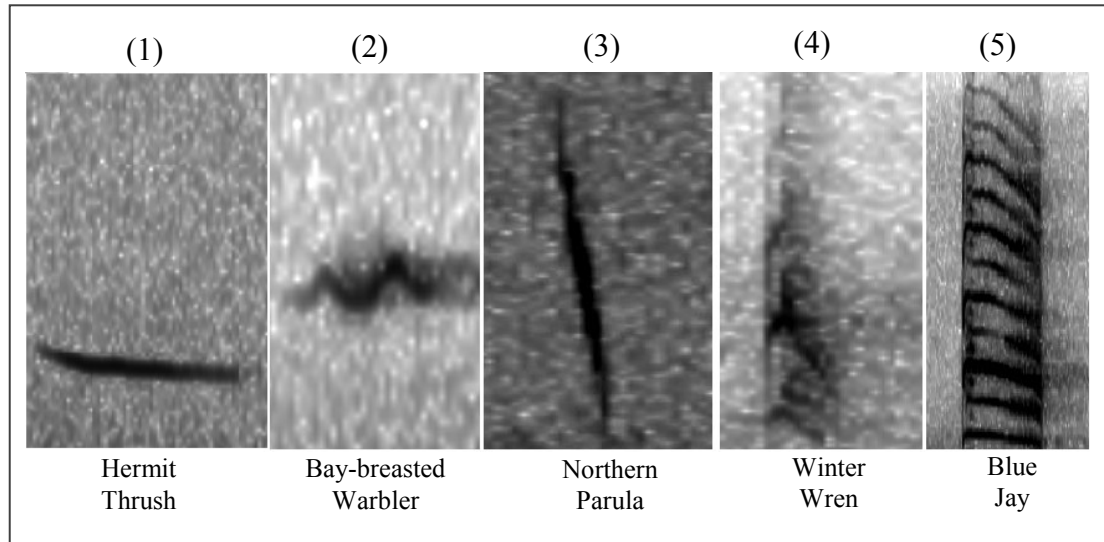 (1) (2) (3) (4) (5)
Hermit Bay-breasted Northern Winter Blue
Thrush Warbler Parula Wren Jay